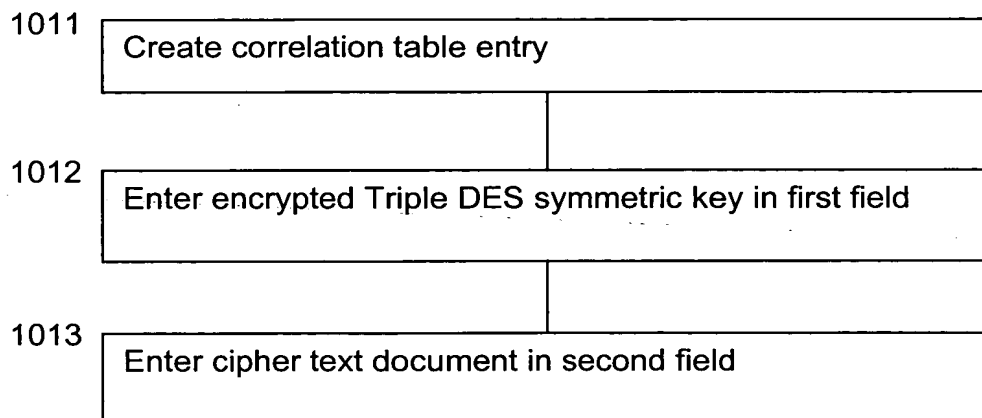 1011
Create correlation table entry
1012
Enter encrypted Triple DES symmetric key in first field
1013
Enter cipher text document in second field